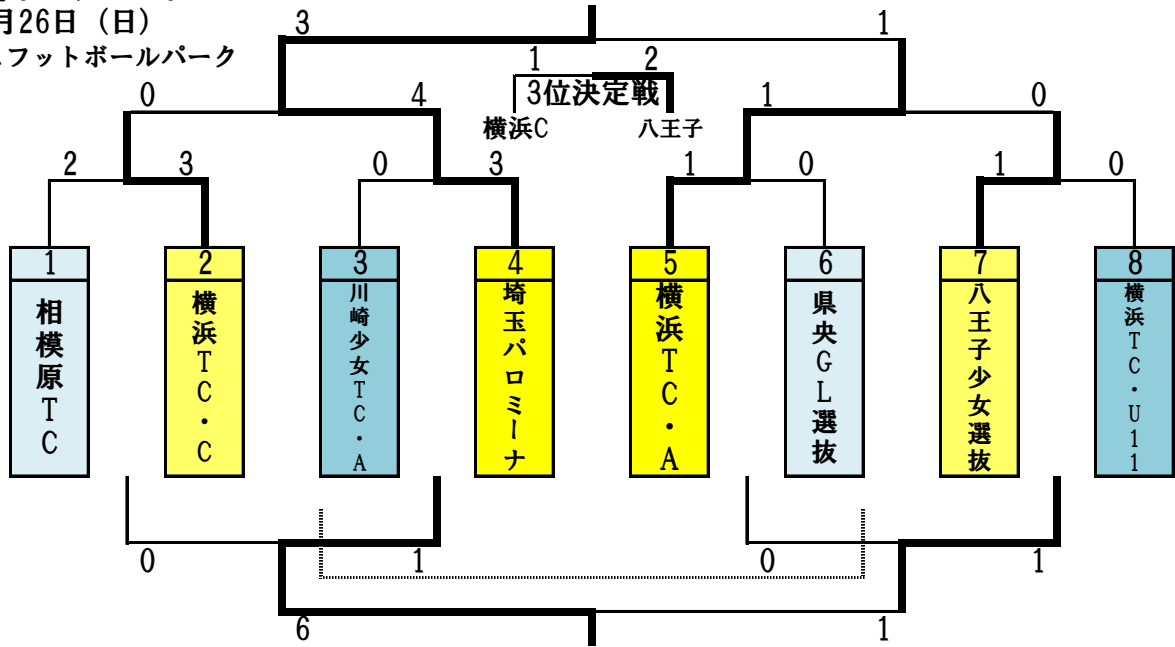 月26日（日）
フットボールパーク
3
1
1
2
3位決定戦
横浜C
八王子
0
4
1
0
2
3
0
3
1
0
1
0
1
2
3
4
5
6
7
8
相模原TC
横浜TC・C
川崎少女TC・A
埼玉パロミーナ
横浜TC・A
県央GL選抜
八王子少女選抜
横浜TC・U11
0
1
0
1
6
1